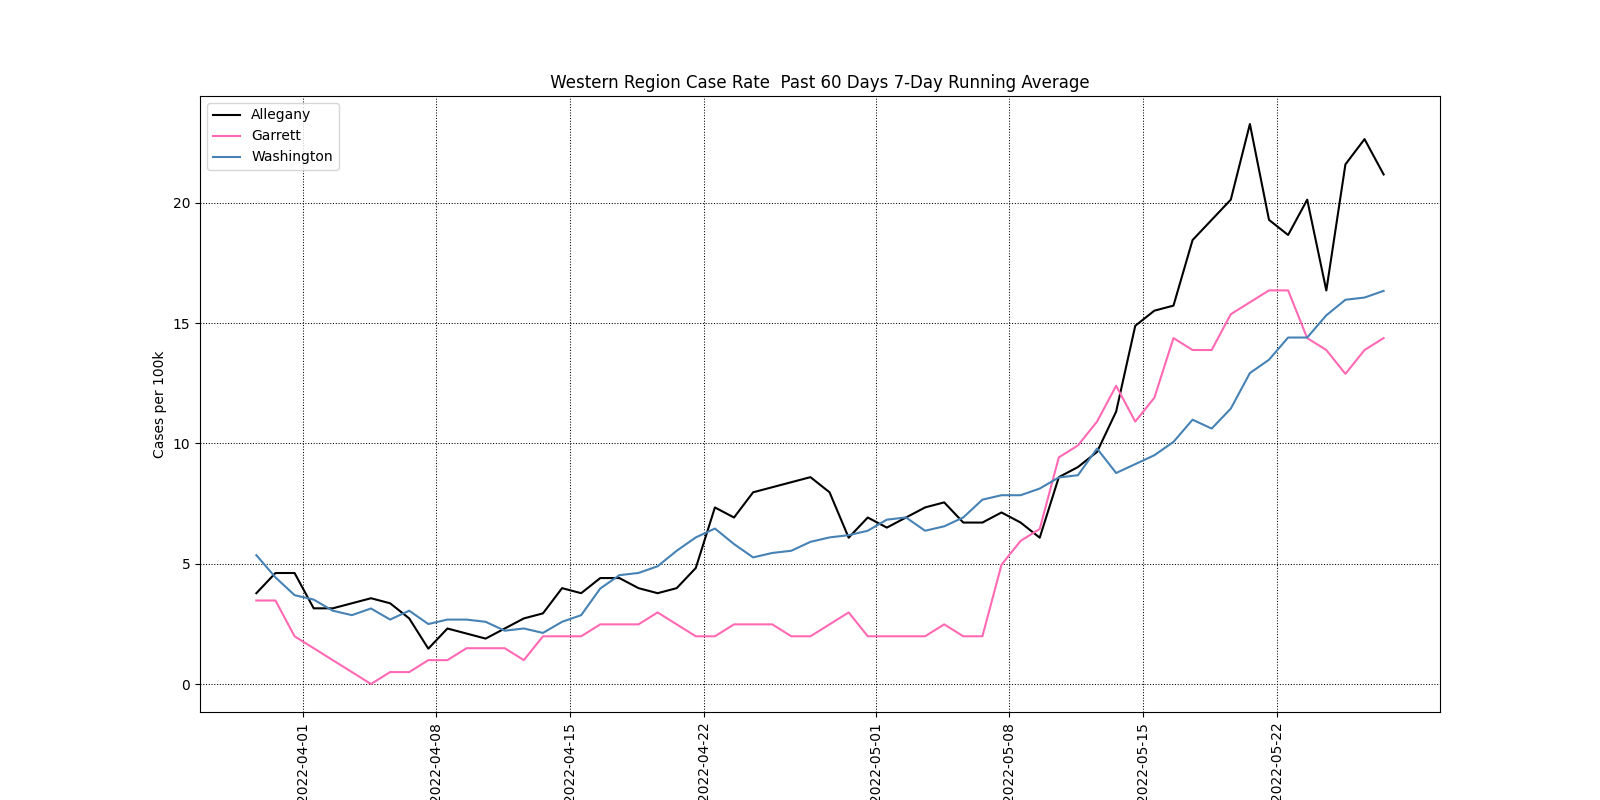 Western Region Case Rate  Past 60 Days 7-Day Running Average
Allegany
Garrett
Washington
Cases per 100k
20
15
10
5
0
2022-04-01
2022-04-08
2022-04-15
2022-04-22
2022-05-01
2022-05-08
2022-05-15
2022-05-22